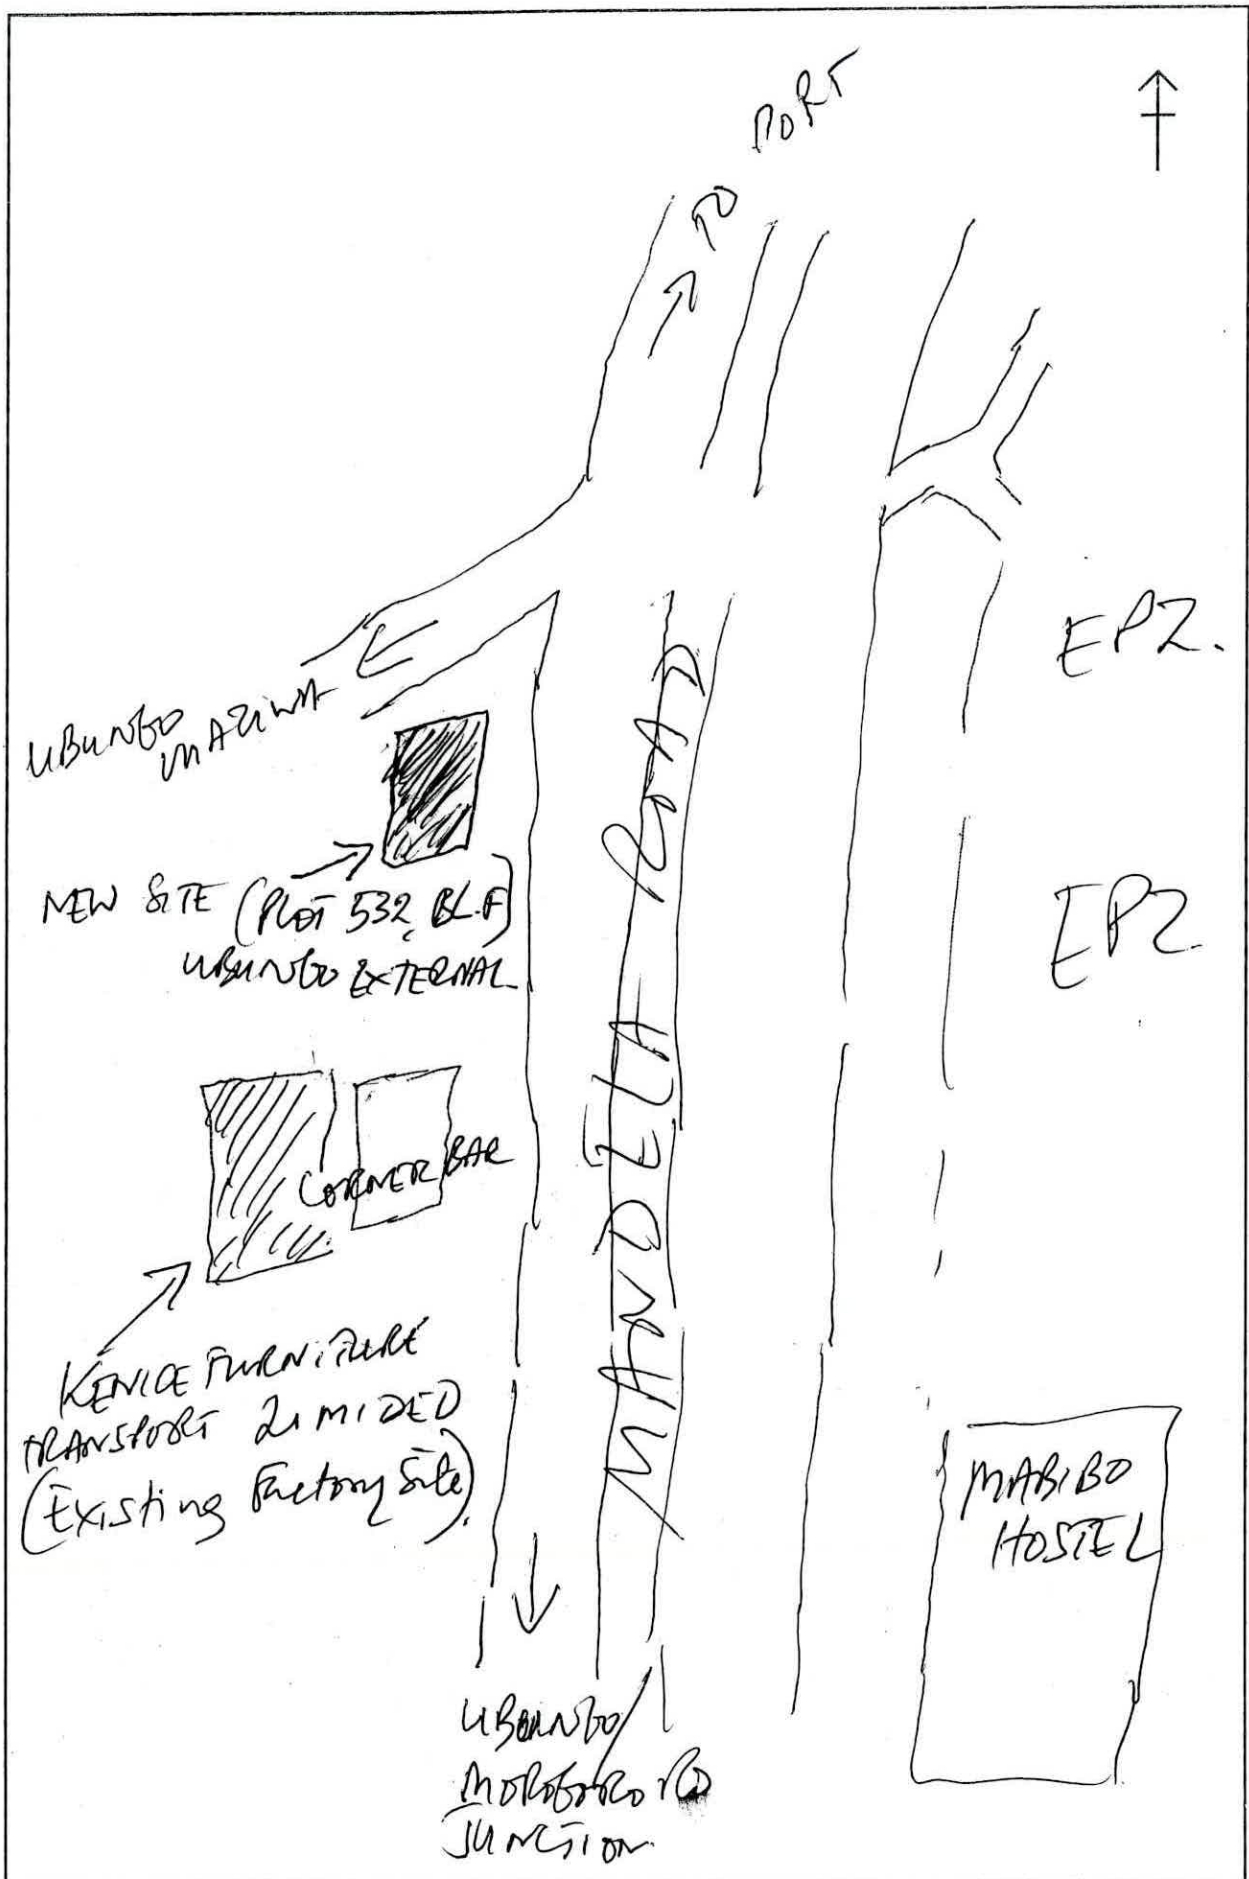 TO PORT
EPZ.
UBUNGO
MAZIWA
MANDELA ROAD
NEW SITE (PLOT 532, BL.F)
UBUNGO EXTERNAL
EPZ
CORNER BAR
KENICE FURNITURE
TRANSPORT LIMIDED
(Existing Factory Site).
MABIBO
HOSTEL
UBUNGO/
MOROGORO RD
JUNCTION.